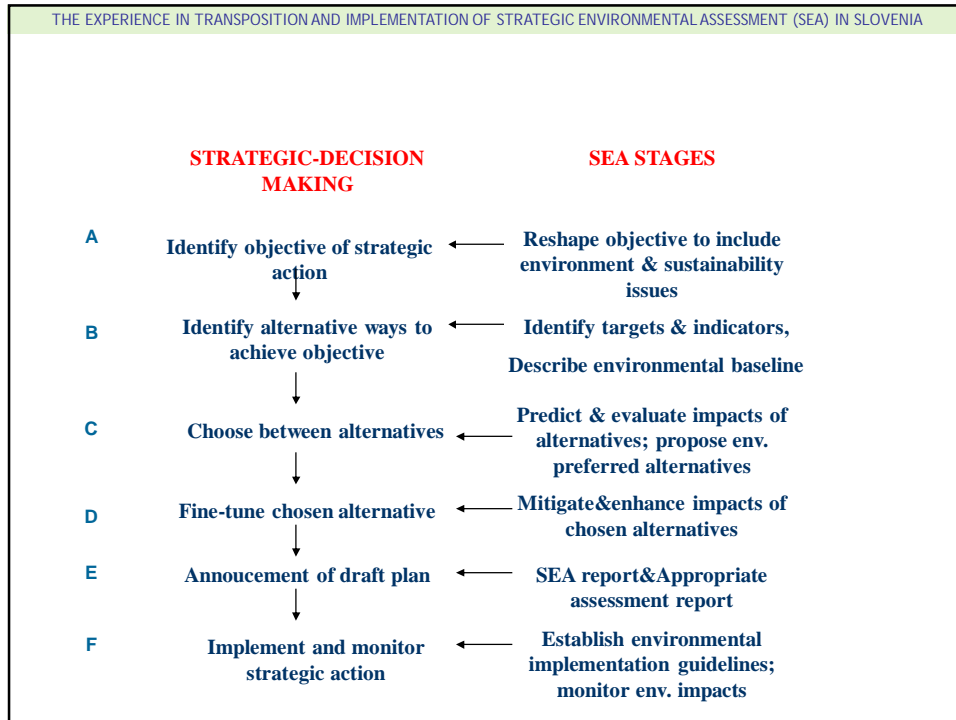 THE EXPERIENCE IN TRANSPOSITION AND IMPLEMENTATION OF STRATEGIC ENVIRONMENTAL ASSESSMENT (SEA) IN SLOVENIA
STRATEGIC-DECISION
MAKING
SEA STAGES
A
Identify objective of strategic
action
Reshape objective to include
environment & sustainability
issues
B
Identify alternative ways to
achieve objective
Identify targets & indicators,
Describe environmental baseline
C
Choose between alternatives
Predict & evaluate impacts of
alternatives; propose env.
preferred alternatives
D
Fine-tune chosen alternative
Mitigate&enhance impacts of
chosen alternatives
E
Annoucement of draft plan
SEA report&Appropriate
assessment report
F
Implement and monitor
strategic action
Establish environmental
implementation guidelines;
monitor env. impacts